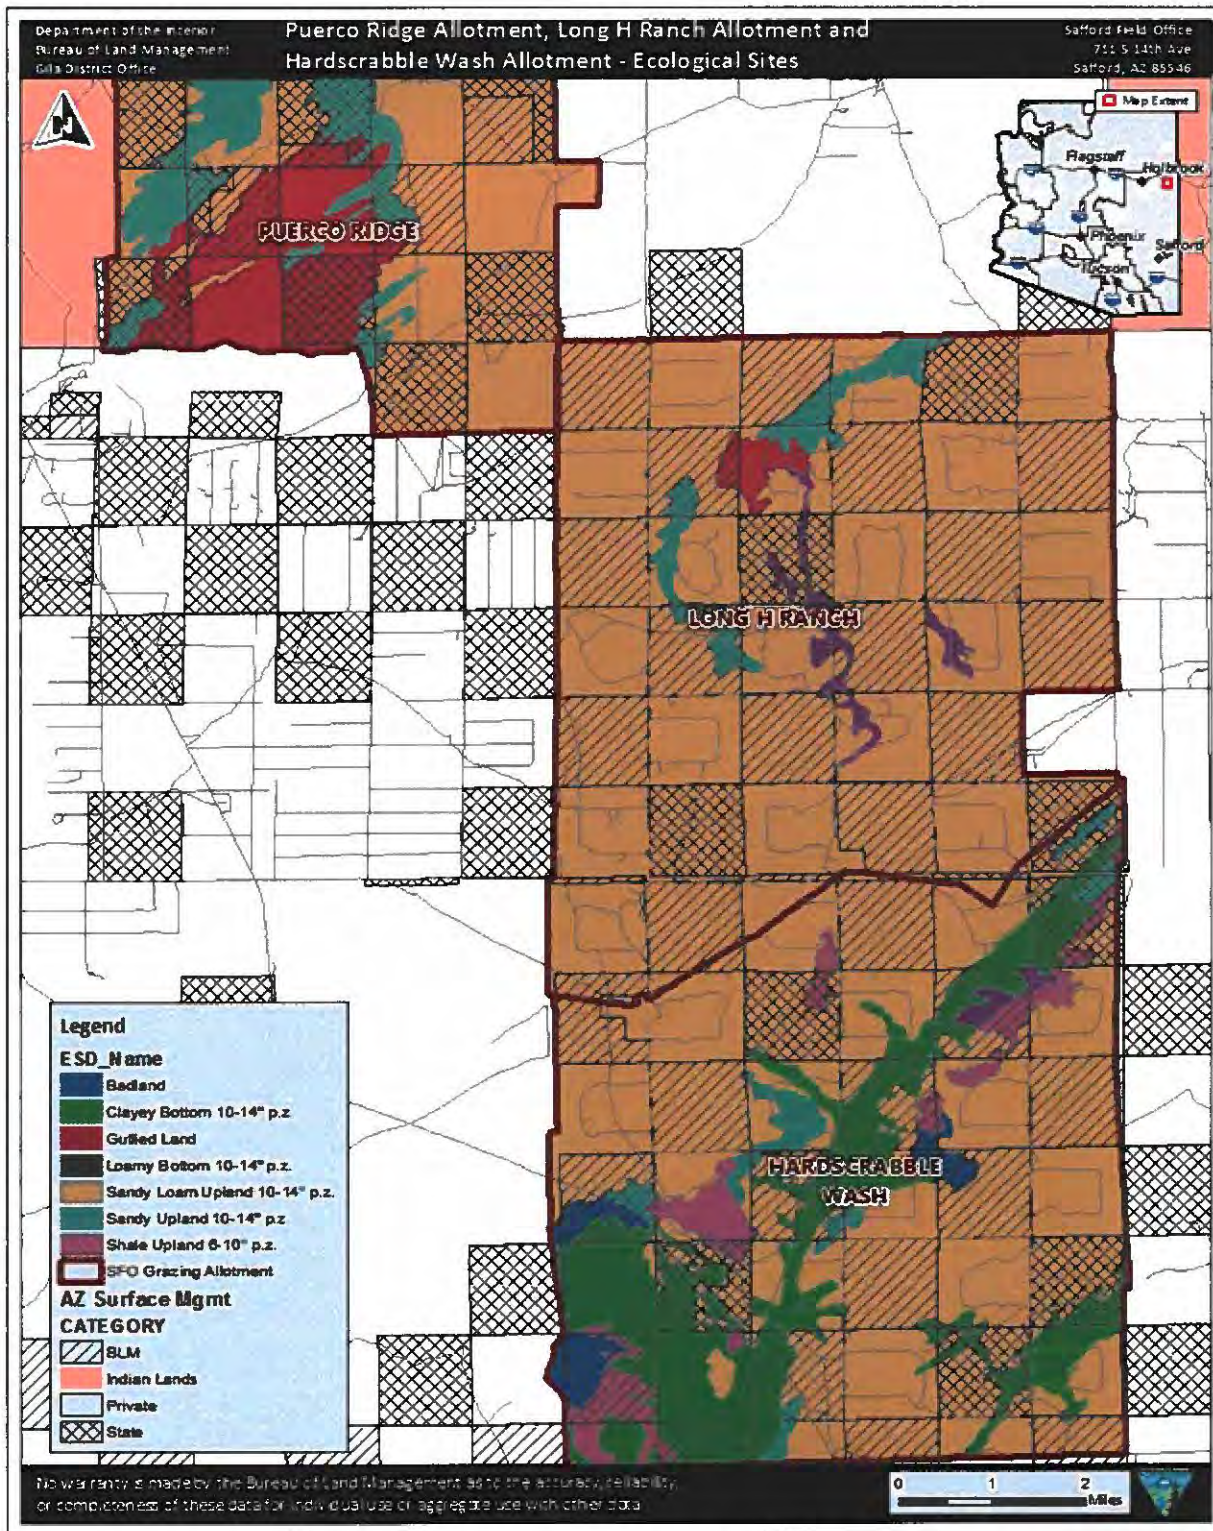 Department of the Interior
Bureau of Land Management
Gila District Office
Puerco Ridge Allotment, Long H Ranch Allotment and
Hardscrabble Wash Allotment - Ecological Sites
Safford Field Office
711 S 14th Ave
Safford, AZ 85546
N
Map Extent
Flagstaff
Holbrook
Phoenix
Safford
Tucson
PUERCO RIDGE
LONG H RANCH
HARDSCRABBLE
WASH
Legend
ESD_Name
Badland
Clayey Bottom 10-14" p.z.
Gullied Land
Loamy Bottom 10-14" p.z.
Sandy Loam Upland 10-14" p.z.
Sandy Upland 10-14" p.z
Shale Upland 6-10" p.z.
SFO Grazing Allotment
AZ Surface Mgmt
CATEGORY
BLM
Indian Lands
Private
State
No warranty is made by the Bureau of Land Management as to the accuracy, reliability,
or completeness of these data for individual use or aggregate use with other data
0 1 2
Miles